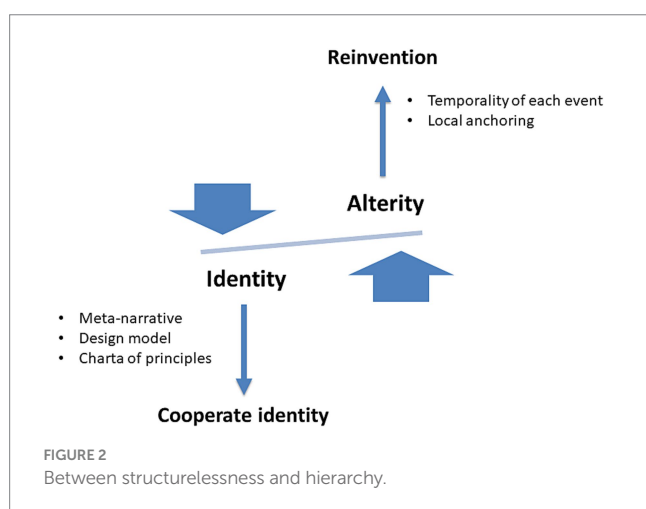 Reinvention
• Temporality of each event
• Local anchoring
Alterity
Identity
• Meta-narrative
• Design model
• Charta of principles
Cooperate identity
FIGURE 2
Between structurelessness and hierarchy.